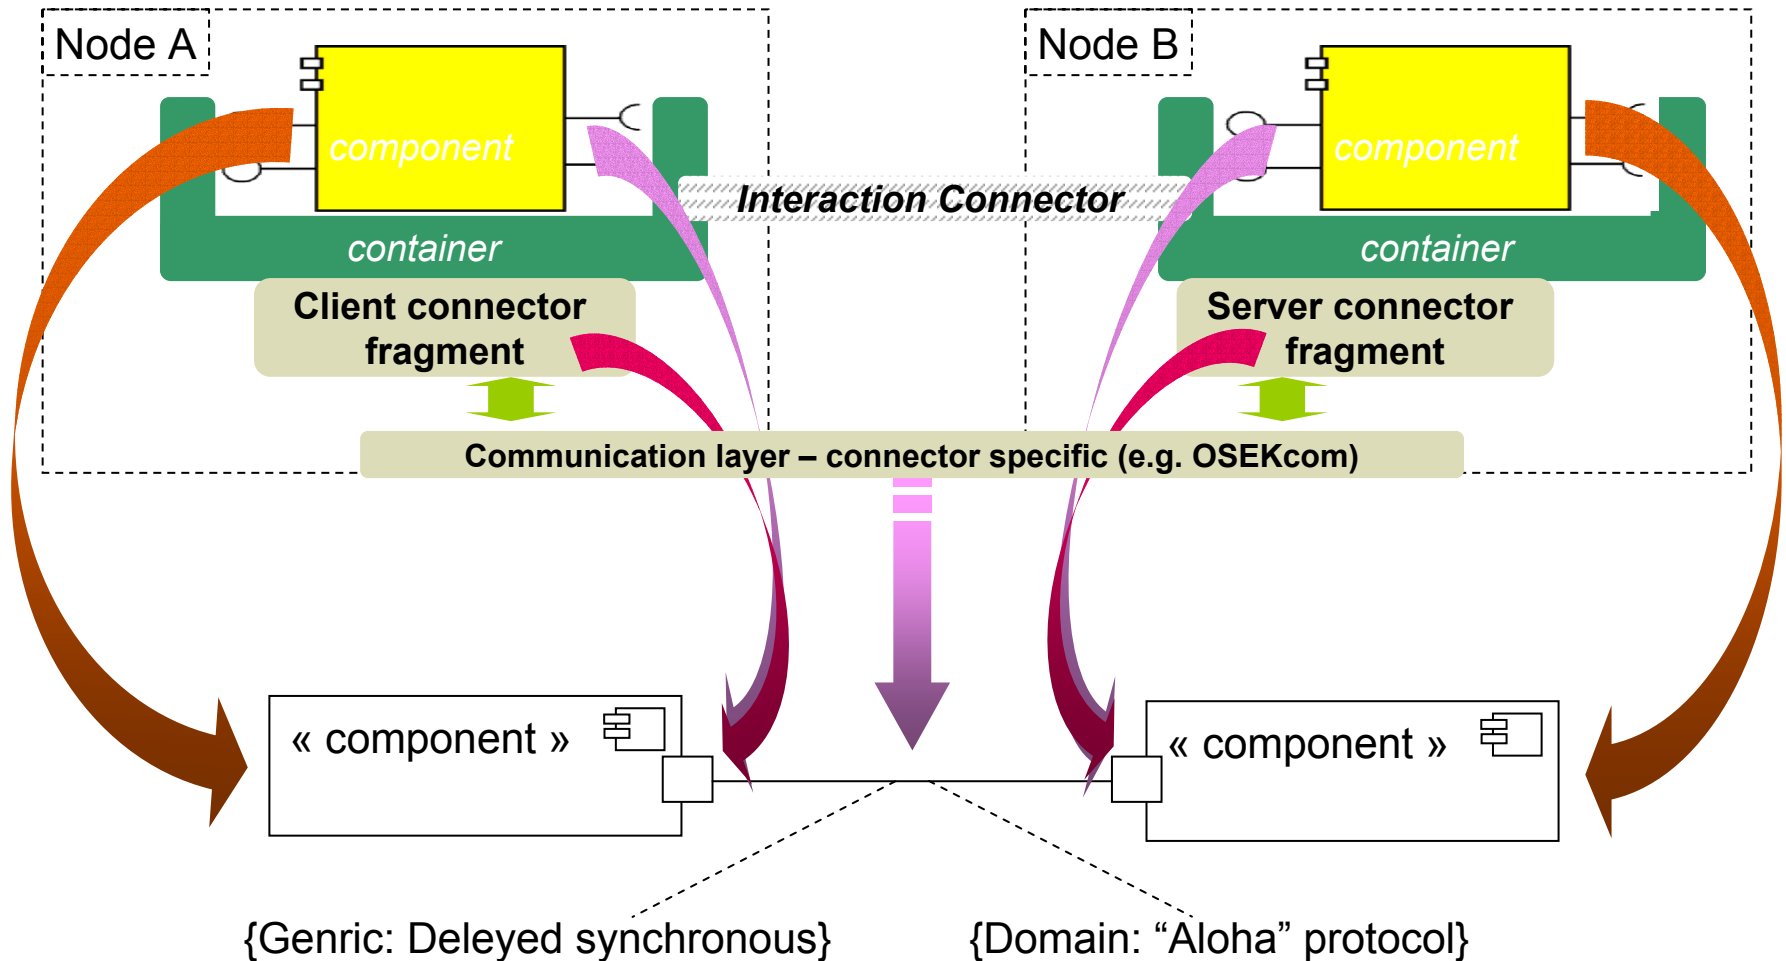 Node A
Node B
component
component
Interaction Connector
container
container
Client connector
fragment
Server connector
fragment
Communication layer – connector specific (e.g. OSEKcom)
« component »
« component »
{Genric: Deleyed synchronous}
{Domain: “Aloha” protocol}